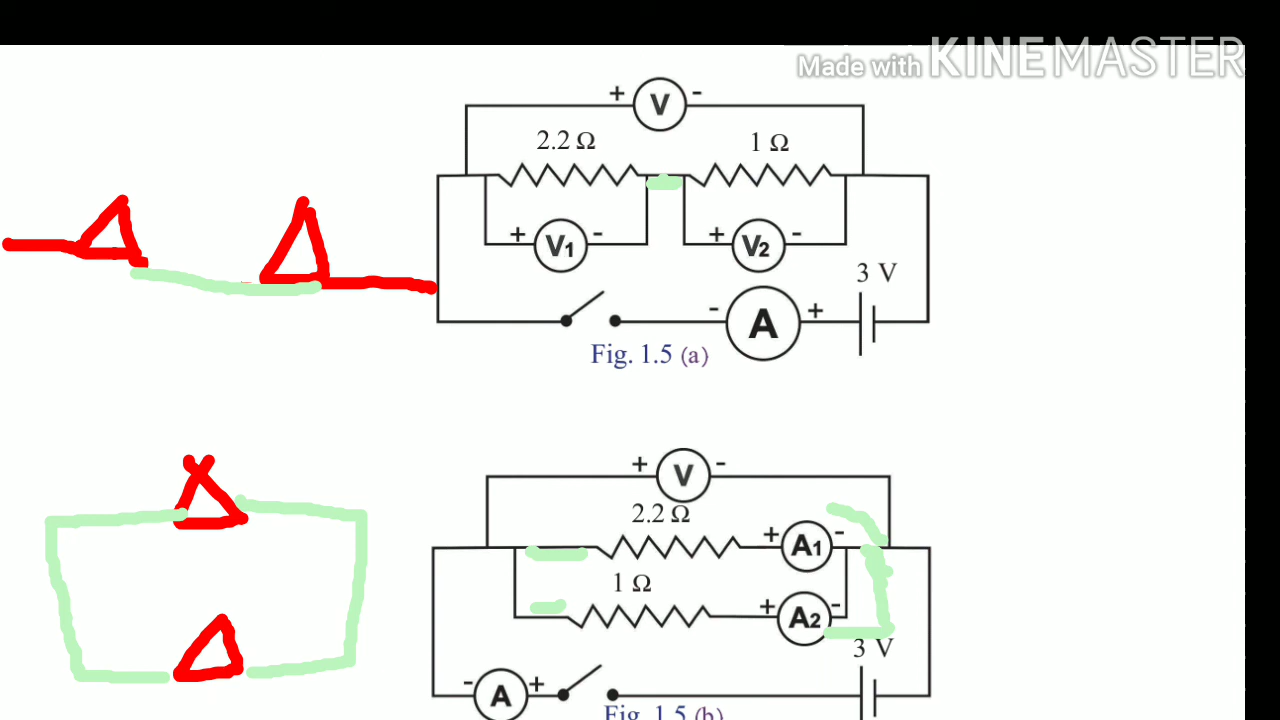 Made with KINEMASTER
+ V -
2.2 Ω 1 Ω
+ V1 - + V2 -
3 V
- A +
Fig. 1.5 (a)
+ V -
2.2 Ω
+ A1 -
1 Ω
+ A2 -
3 V
- A +
Fig. 1.5 (b)